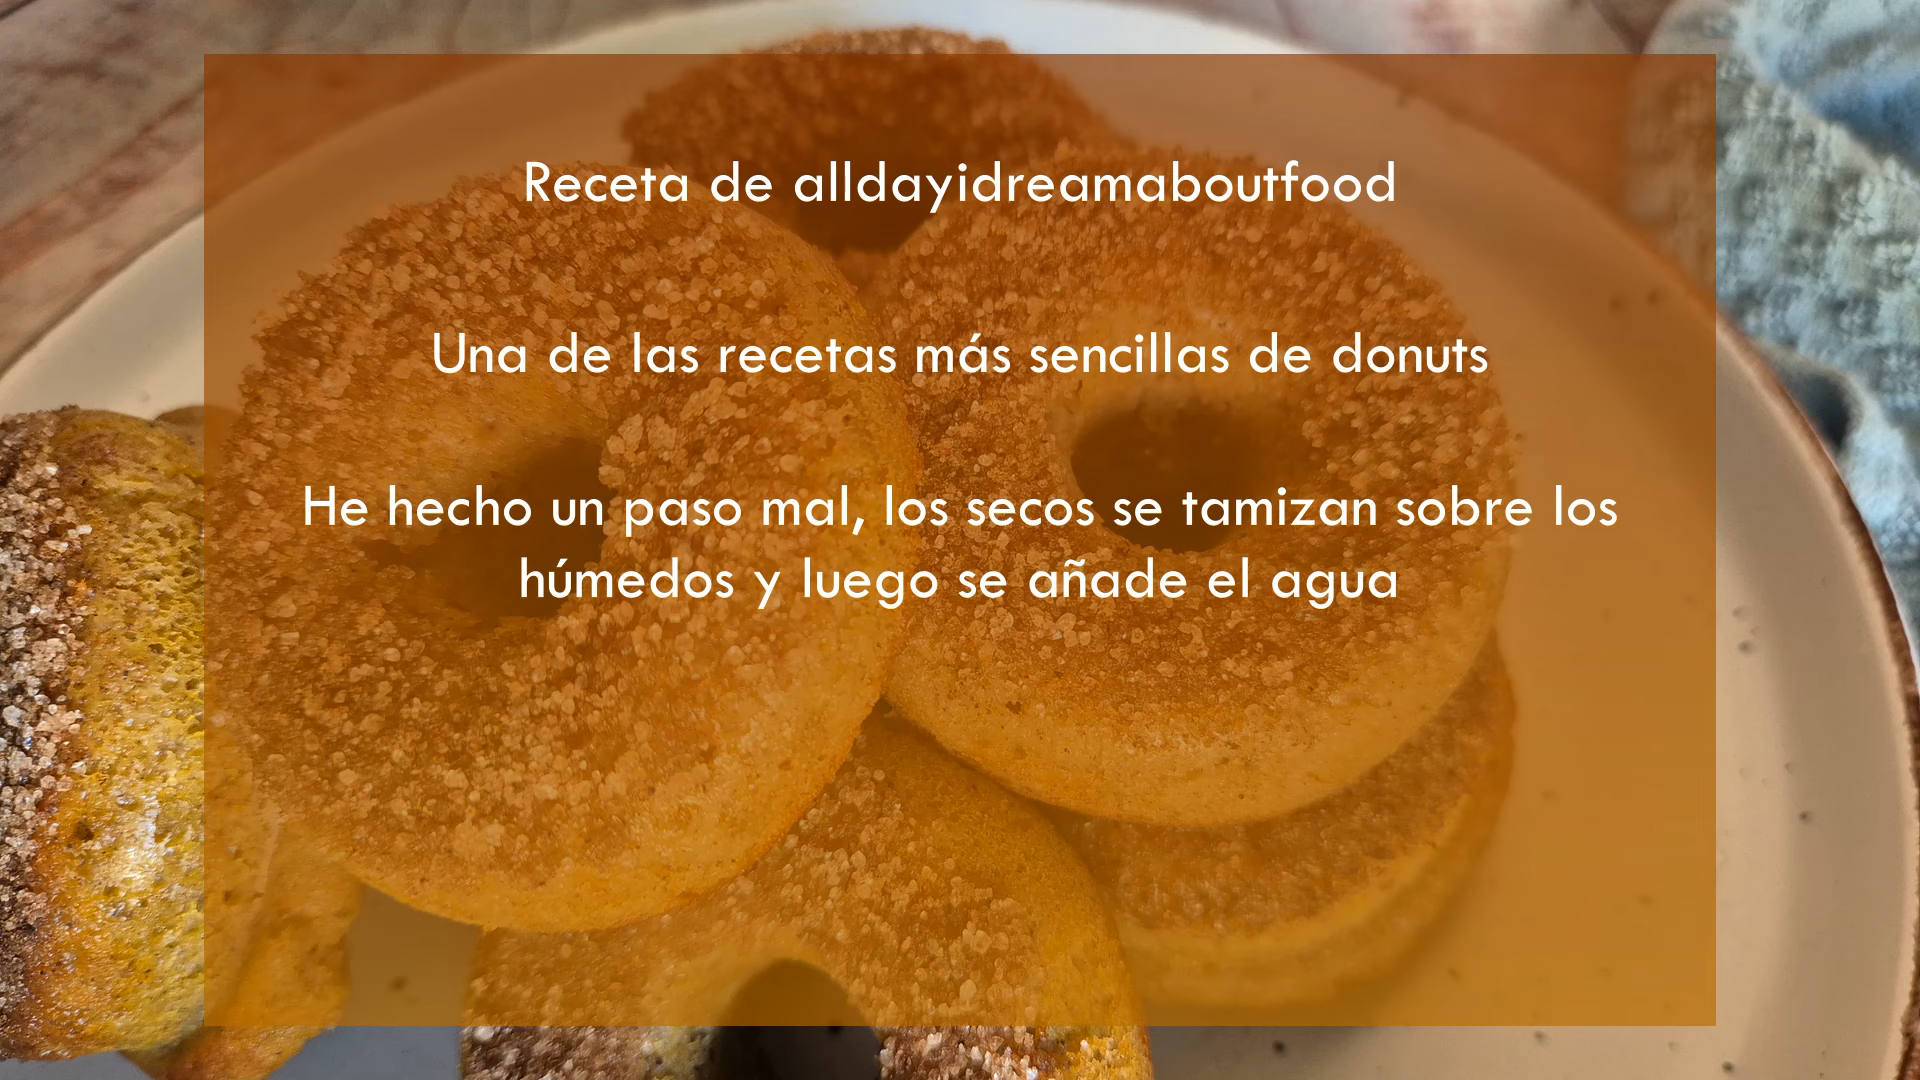 Receta de alldayidreamaboutfood
Una de las recetas más sencillas de donuts
He hecho un paso mal, los secos se tamizan sobre los
húmedos y luego se añade el agua